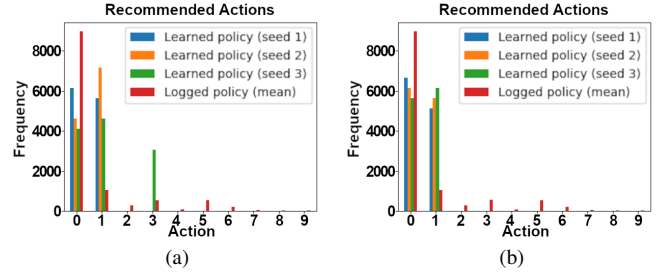 Recommended Actions
Learned policy (seed 1)
Learned policy (seed 2)
Learned policy (seed 3)
Logged policy (mean)
Frequency
8000
6000
4000
2000
0
0 1 2 3 4 5 6 7 8 9
Action
(a)
Recommended Actions
Learned policy (seed 1)
Learned policy (seed 2)
Learned policy (seed 3)
Logged policy (mean)
Frequency
8000
6000
4000
2000
0
0 1 2 3 4 5 6 7 8 9
Action
(b)